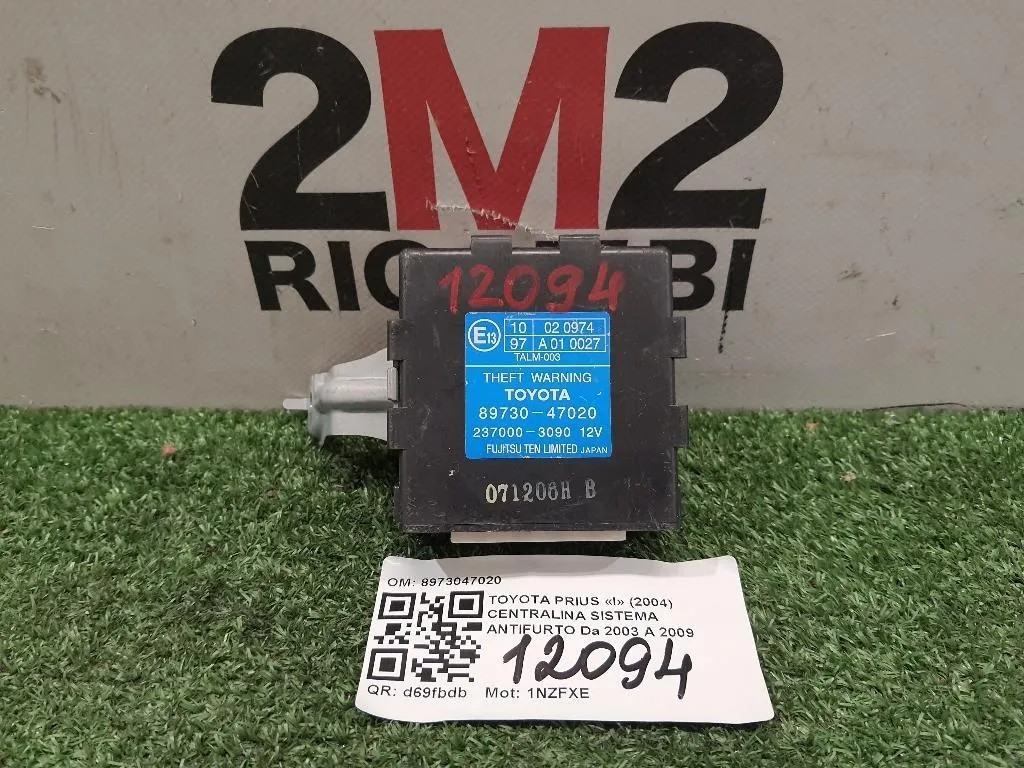 2M2
12094
E13 10 02 0974
97 A 01 0027
TALM-003
THEFT WARNING
TOYOTA
89730-47020
237000-3090 12V
FUJITSU TEN LIMITED JAPAN
071206H B
OM: 8973047020
TOYOTA PRIUS «I» (2004)
CENTRALINA SISTEMA
ANTIFURTO Da 2003 A 2009
12094
QR: d69fbdb Mot: 1NZFXE